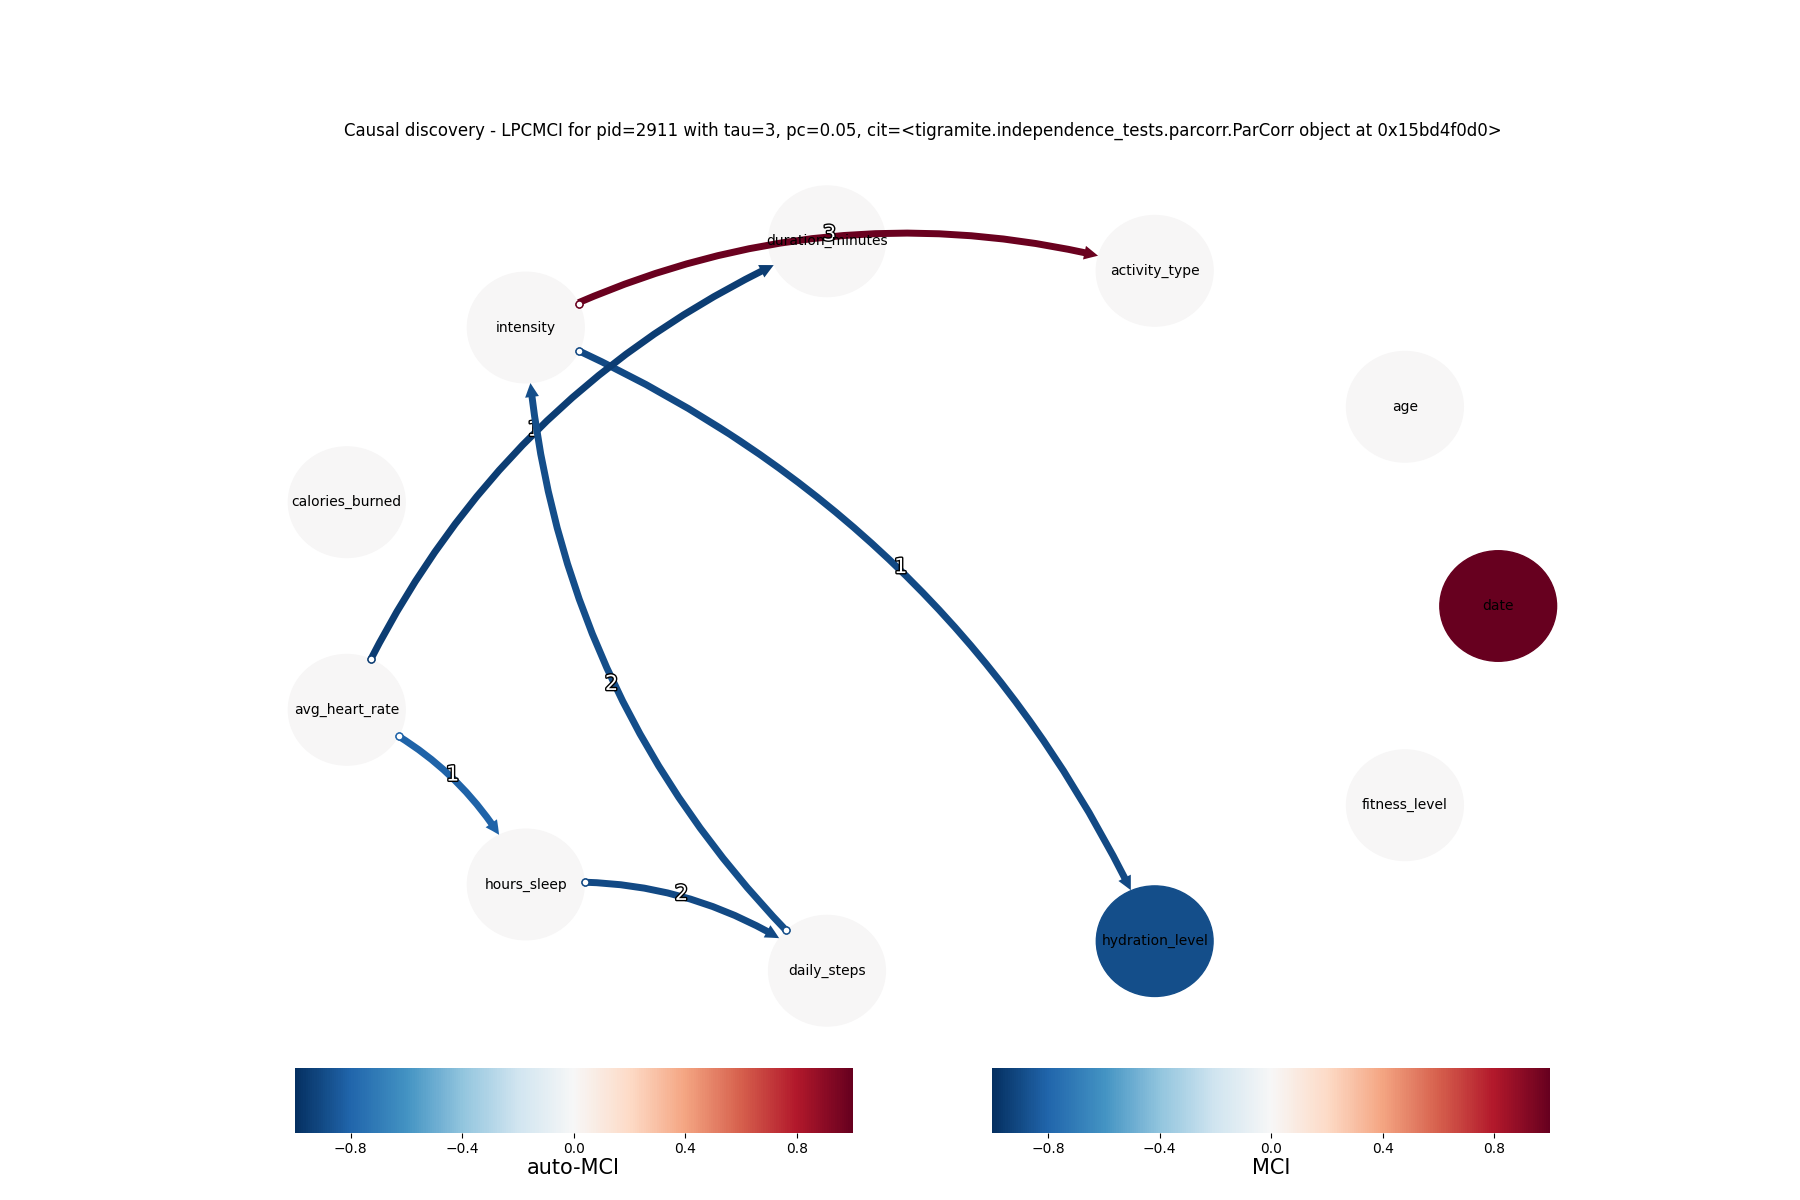 Causal discovery - LPCMCI for pid=2911 with tau=3, pc=0.05, cit=<tigramite.independence_tests.parcorr.ParCorr object at 0x15bd4f0d0>
3
duration_minutes
activity_type
intensity
age
1
calories_burned
1
date
2
avg_heart_rate
1
fitness_level
hours_sleep
2
hydration_level
daily_steps
−0.8 −0.4 0.0 0.4 0.8
auto-MCI
−0.8 −0.4 0.0 0.4 0.8
MCI